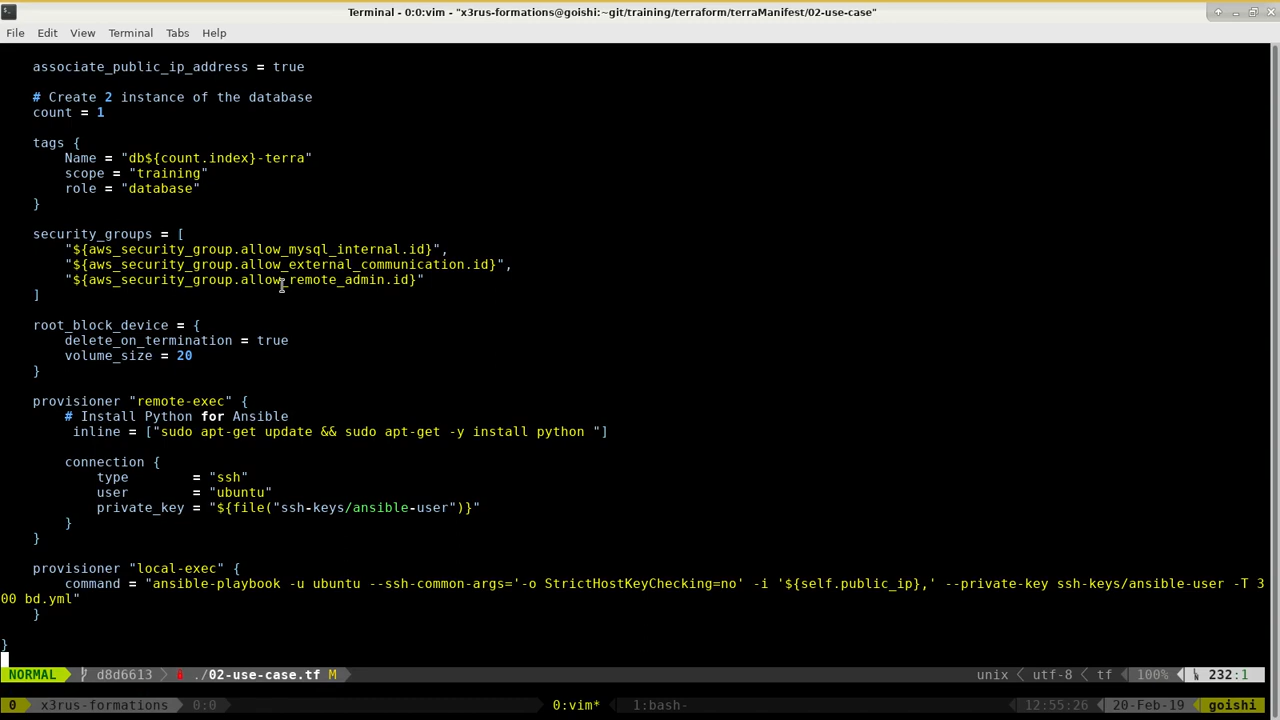 Terminal - 0:0:vim - "x3rus-formations@goishi:~git/training/terraform/terraManifest/02-use-case"
File Edit View Terminal Tabs Help
associate_public_ip_address = true
# Create 2 instance of the database
count = 1
tags {
Name = "db${count.index}-terra"
scope = "training"
role = "database"
}
security_groups = [
"${aws_security_group.allow_mysql_internal.id}",
"${aws_security_group.allow_external_communication.id}",
"${aws_security_group.allow_remote_admin.id}"
]
root_block_device = {
delete_on_termination = true
volume_size = 20
}
provisioner "remote-exec" {
# Install Python for Ansible
inline = ["sudo apt-get update && sudo apt-get -y install python "]
connection {
type = "ssh"
user = "ubuntu"
private_key = "${file("ssh-keys/ansible-user")}"
}
}
provisioner "local-exec" {
command = "ansible-playbook -u ubuntu --ssh-common-args='-o StrictHostKeyChecking=no' -i '${self.public_ip},' --private-key ssh-keys/ansible-user -T 3
00 bd.yml"
}
}
NORMAL d8d6613 ./02-use-case.tf M unix utf-8 tf 100% 232:1
0 x3rus-formations 0:0 0:vim* 1:bash- 12:55:26 20-Feb-19 goishi